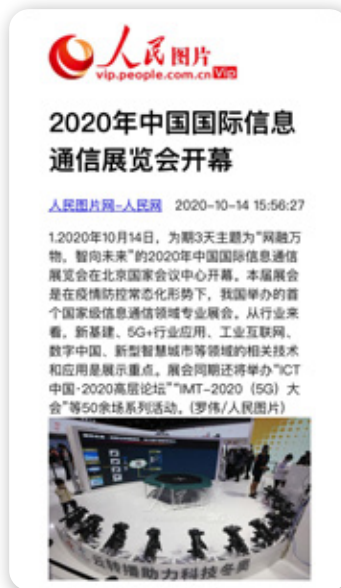 人民图片
vip.people.com.cn Vip
2020年中国国际信息
通信展览会开幕
人民图片网-人民网 2020-10-14 15:56:27
1.2020年10月14日，为期3天主题为“网融万
物，智向未来”的2020年中国国际信息通信
展览会在北京国家会议中心开幕。本届展会
是在疫情防控常态化形势下，我国举办的首
个国家级信息通信领域专业展会。从行业来
看，新基建、5G+行业应用、工业互联网、
数字中国、新型智慧城市等领域的相关技术
和应用是展示重点。展会同期还将举办“ICT
中国·2020高层论坛”“IMT-2020（5G）大
会”等50余场系列活动。(罗伟/人民图片)
云转播助力科技冬奥